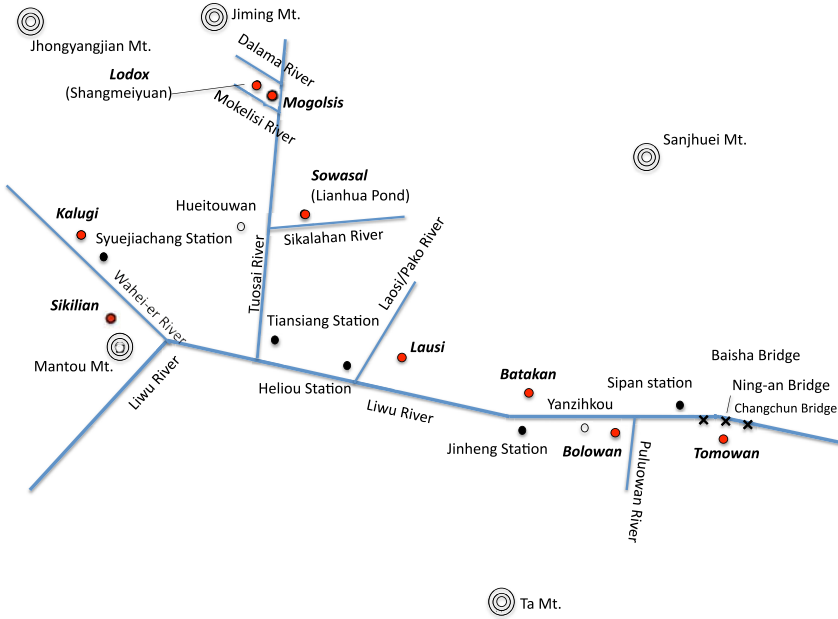 Jiming Mt.
Jhongyangjian Mt.
Dalama River
Lodox
(Shangmeiyuan)
Mogolsis
Mokelisi River
Sanjhuei Mt.
Sowasal
(Lianhua Pond)
Hueitouwan
Kalugi
Syuejiachang Station
Sikalahan River
Tuosai River
Laosi/Pako River
Wahei-er River
Sikilian
Tiansiang Station
Mantou Mt.
Lausi
Liwu River
Heliou Station
Baisha Bridge
Batakan
Sipan station
Ning-an Bridge
Yanzihkou
Changchun Bridge
Liwu River
Jinheng Station
Bolowan
Tomowan
Puluowan River
Ta Mt.